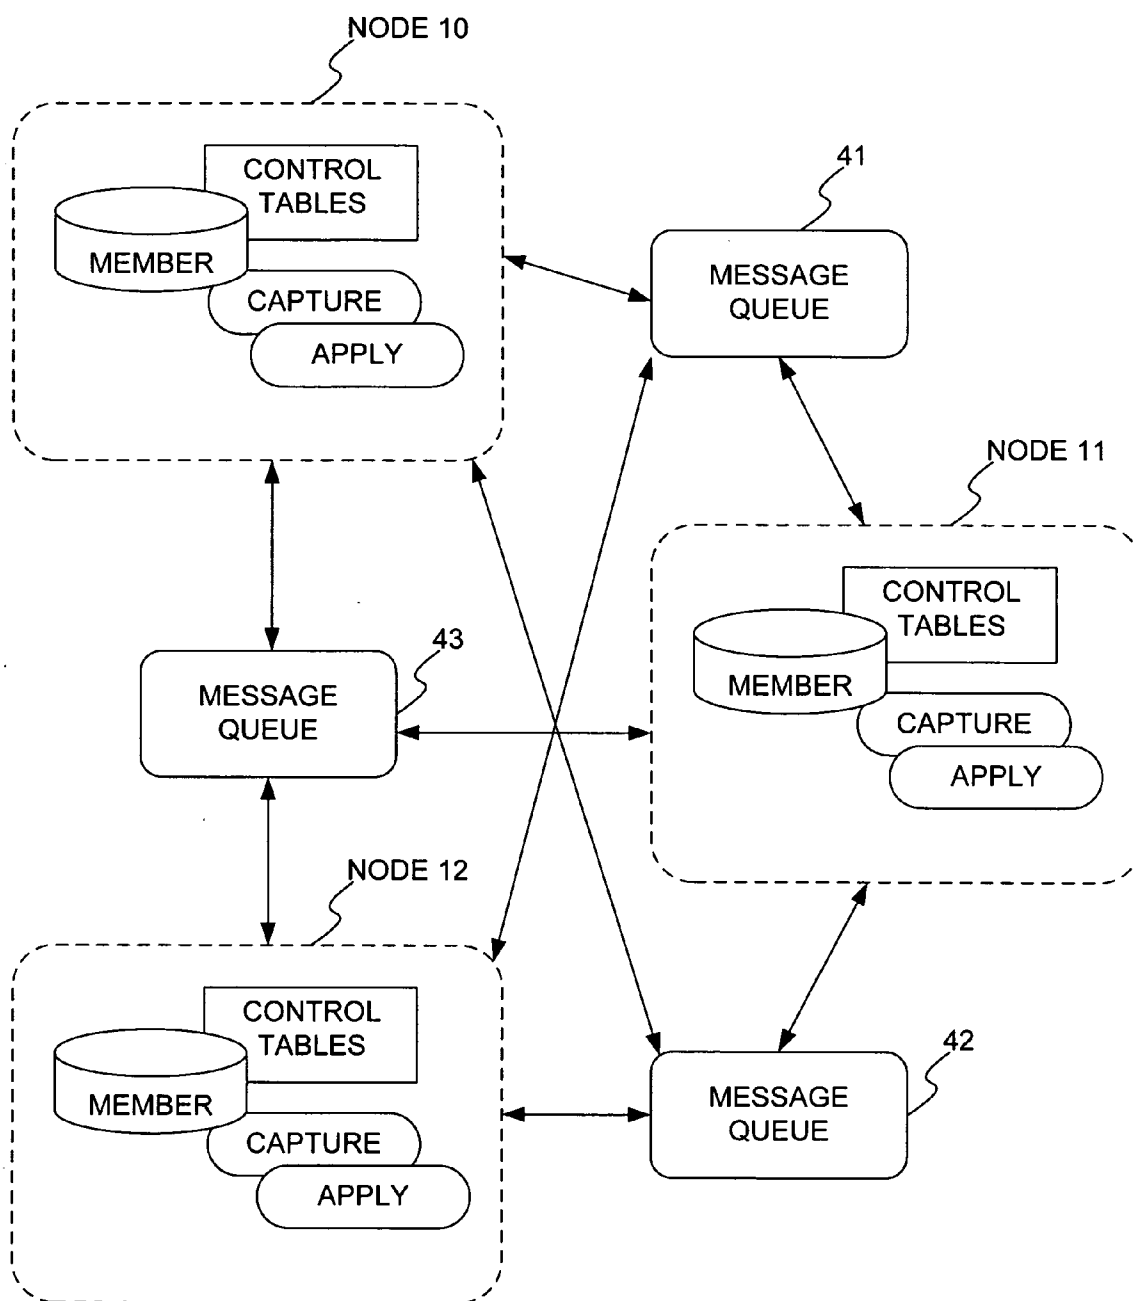 NODE 10
CONTROL
TABLES
MEMBER
CAPTURE
APPLY
41
MESSAGE
QUEUE
NODE 11
CONTROL
TABLES
MEMBER
CAPTURE
APPLY
43
MESSAGE
QUEUE
NODE 12
CONTROL
TABLES
MEMBER
CAPTURE
APPLY
42
MESSAGE
QUEUE